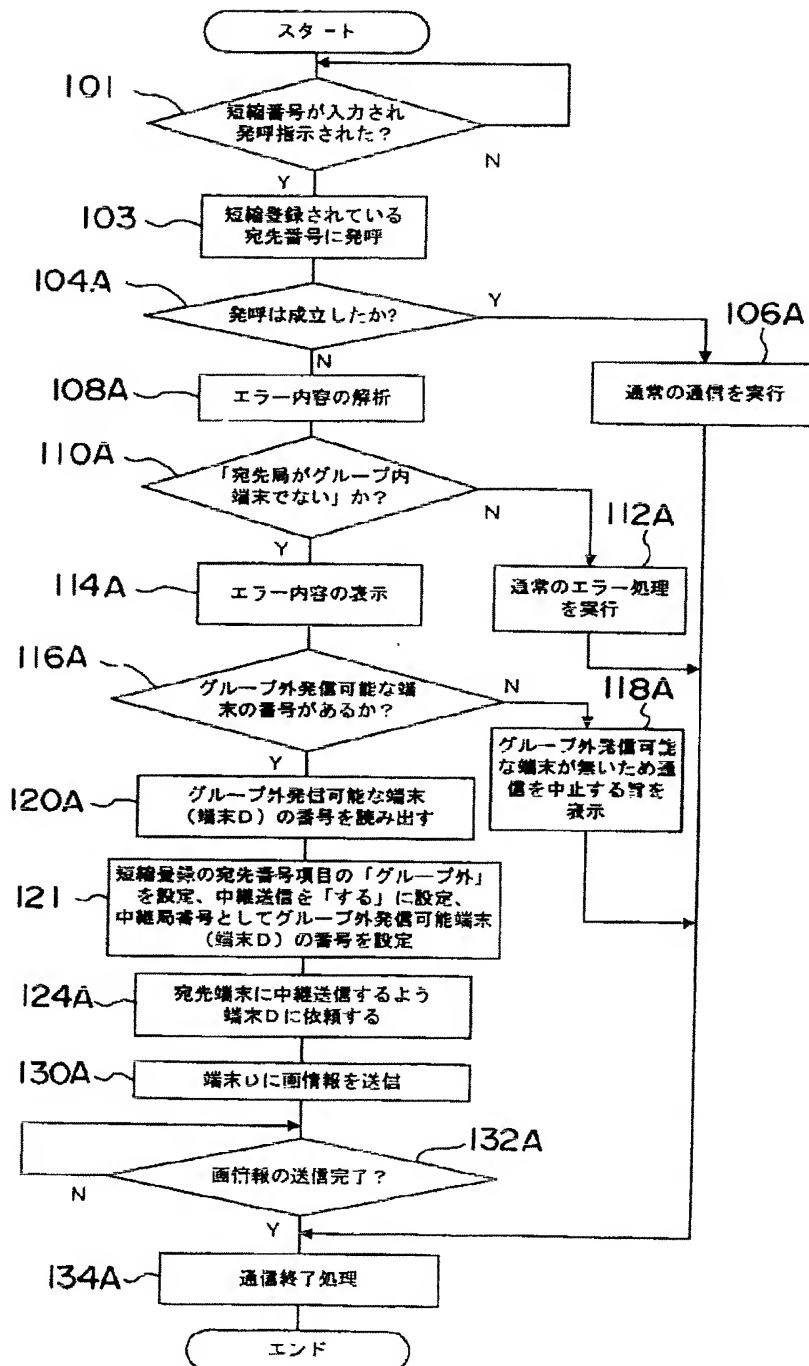 スタート
101
短縮番号が入力され
発呼指示された？
N
Y
103
短縮登録されている
宛先番号に発呼
104A
発呼は成立したか?
Y
N
106A
通常の通信を実行
108A
エラー内容の解析
110A
「宛先局がグループ内
端末でない」か？
N
Y
112A
通常のエラー処理
を実行
114A
エラー内容の表示
116A
グループ外発信可能な端
末の番号があるか？
N
Y
118A
グループ外発信可能
な端末が無いため通
信を中止する旨を
表示
120A
グループ外発信可能な端末
（端末D）の番号を読み出す
121
短縮登録の宛先番号項目の「グループ外」
を設定、中継送信を「する」に設定、
中継局番号としてグループ外発信可能端末
（端末D）の番号を設定
124A
宛先端末に中継送信するよう
端末Dに依頼する
130A
端末Dに画情報を送信
132A
画情報の送信完了？
N
Y
134A
通信終了処理
エンド